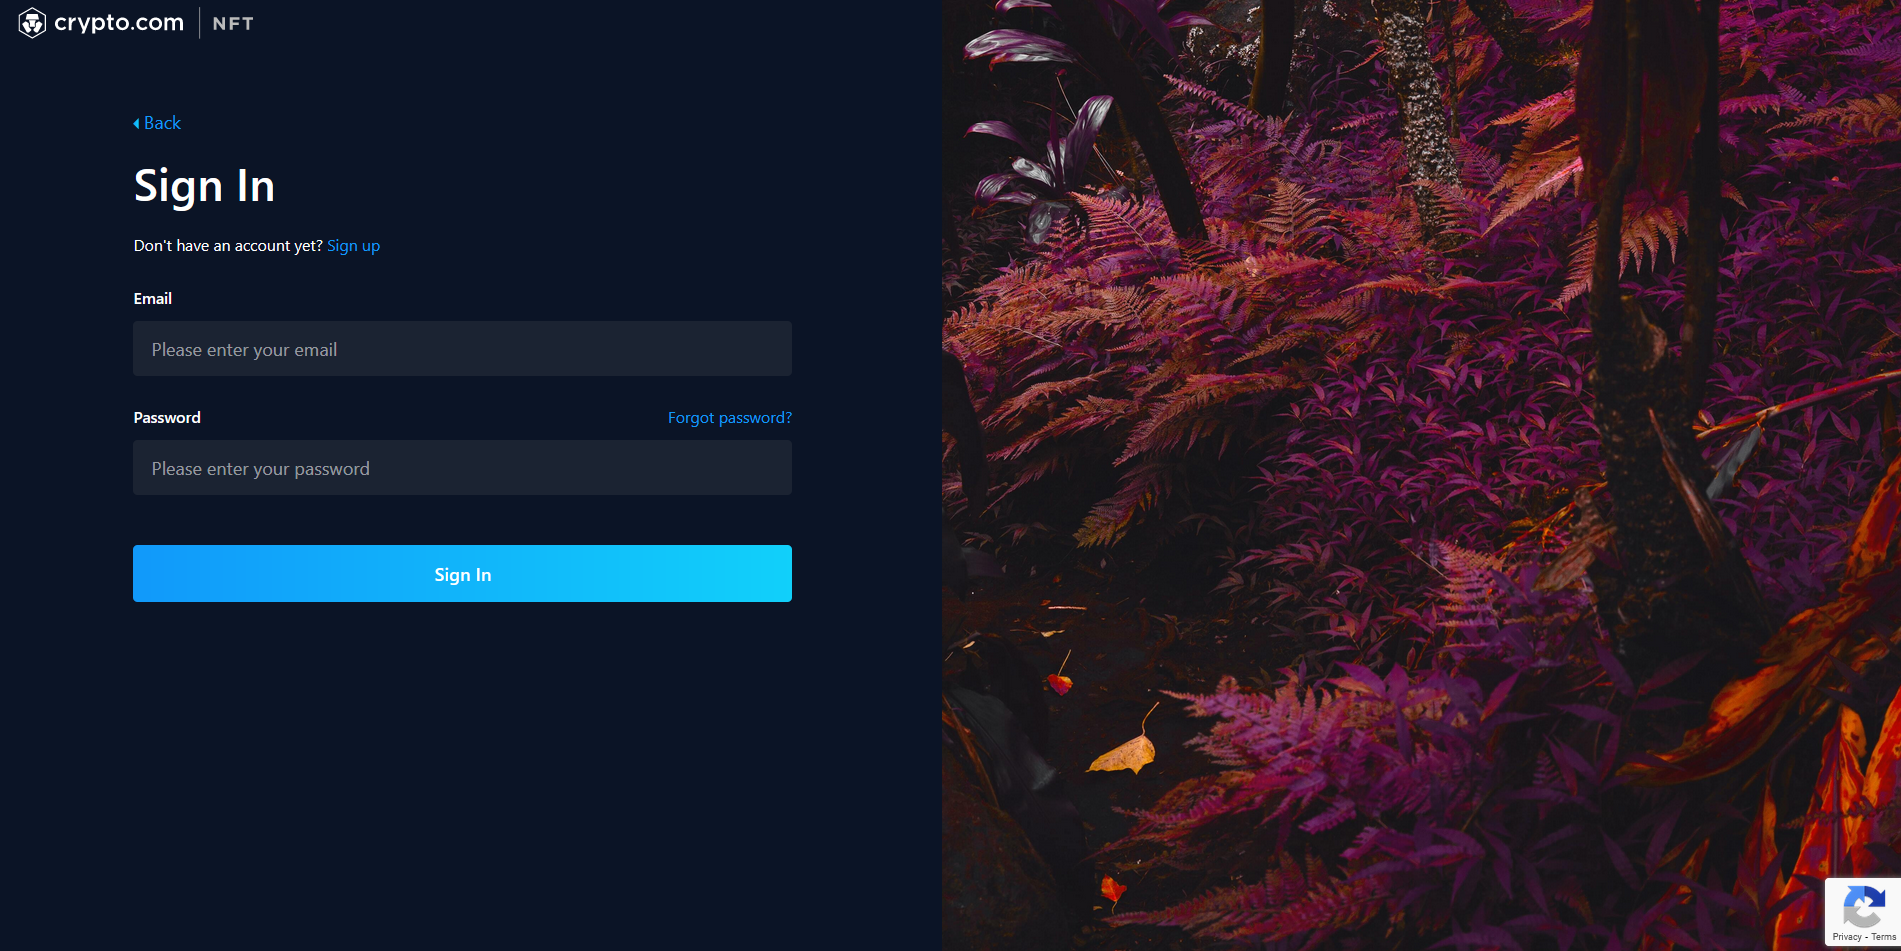 crypto.com | NFT
Back
Sign In
Don't have an account yet? Sign up
Email
Please enter your email
Password Forgot password?
Please enter your password
Sign In
Privacy - Terms